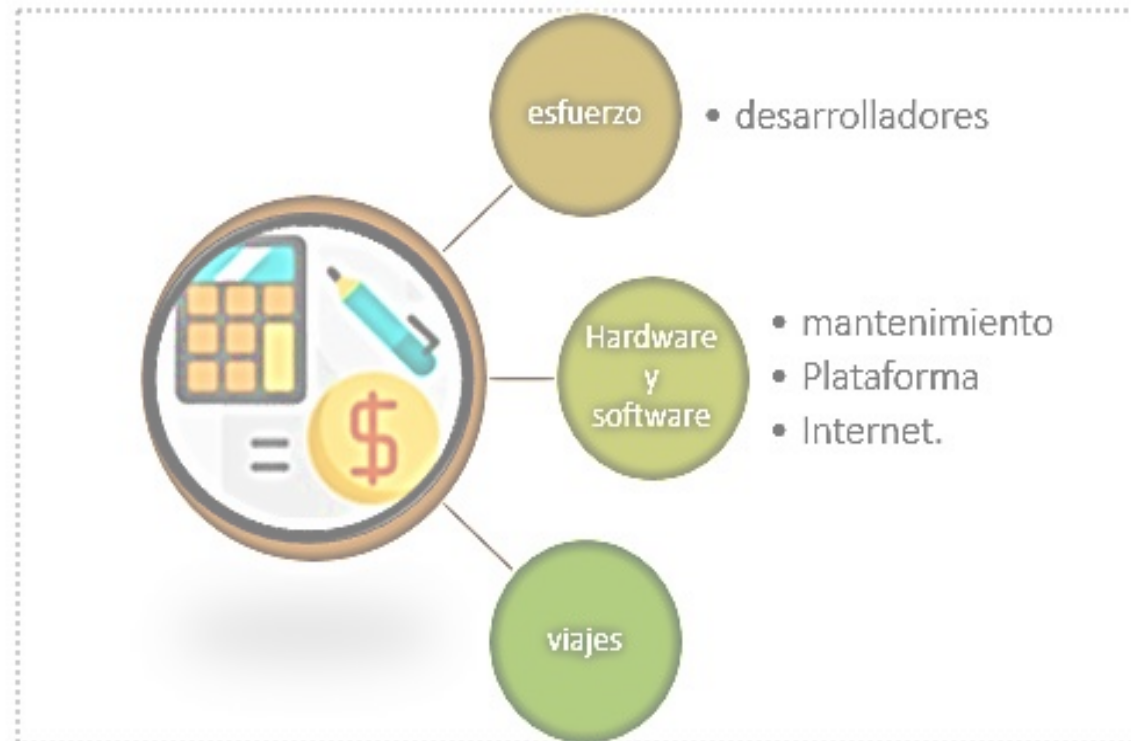 esfuerzo
• desarrolladores
Hardware
y
software
• mantenimiento
• Plataforma
• Internet.
viajes
=
$